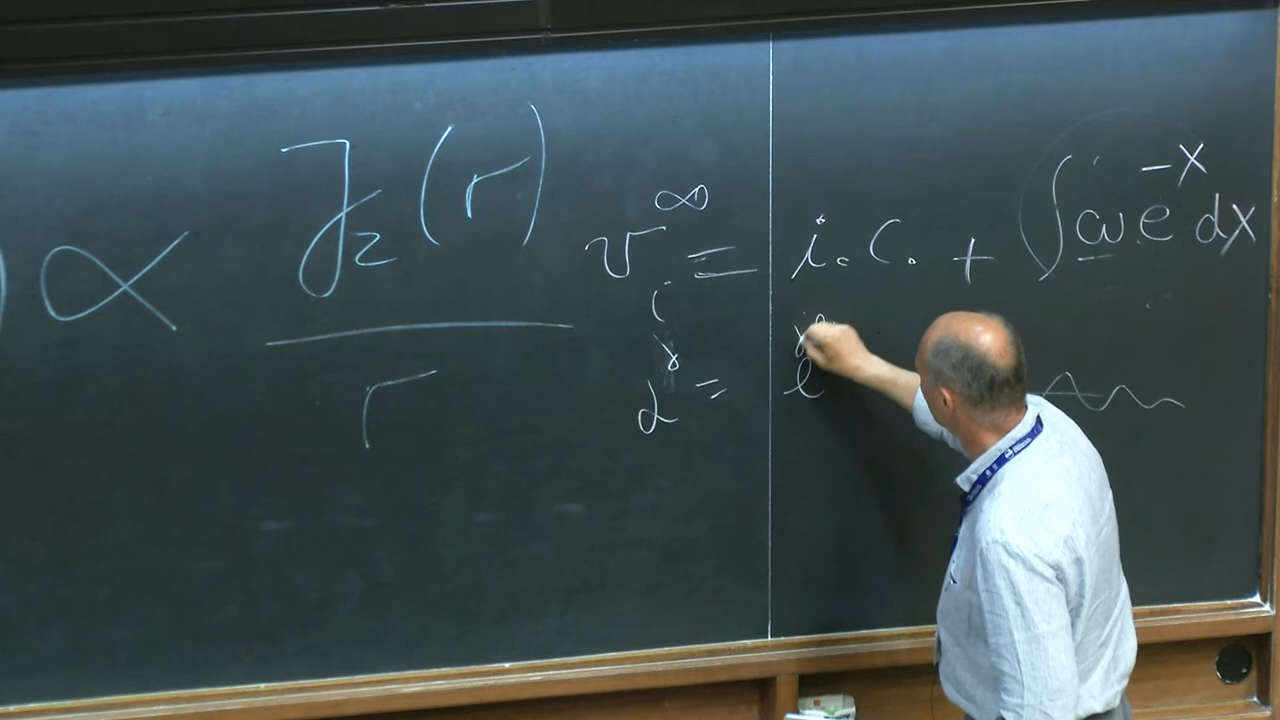 ∝ J₂(r)
r
v^∞ = i.c. + ∫ ω e^{-x} dx
i
γ
α = e